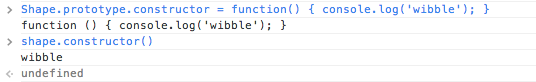 > Shape.prototype.constructor = function() { console.log('wibble'); }
function () { console.log('wibble'); }
> shape.constructor()
wibble
<· undefined